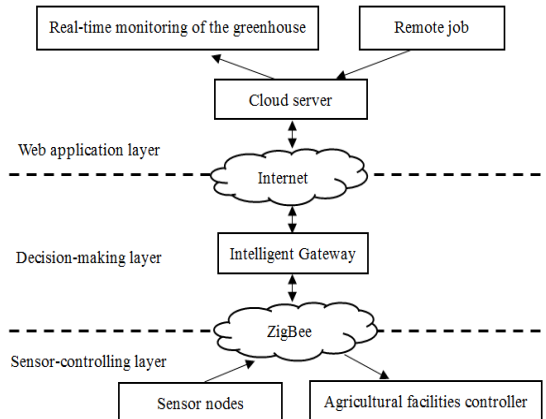 Real-time monitoring of the greenhouse
Remote job
Cloud server
Web application layer
Internet
Decision-making layer
Intelligent Gateway
ZigBee
Sensor-controlling layer
Sensor nodes
Agricultural facilities controller